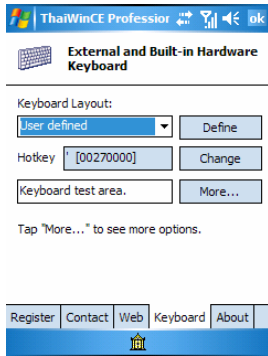 ThaiWinCE Professior
ok
External and Built-in Hardware
Keyboard
Keyboard Layout:
User defined
Define
Hotkey
' [00270000]
Change
Keyboard test area.
More...
Tap "More..." to see more options.
Register
Contact
Web
Keyboard
About